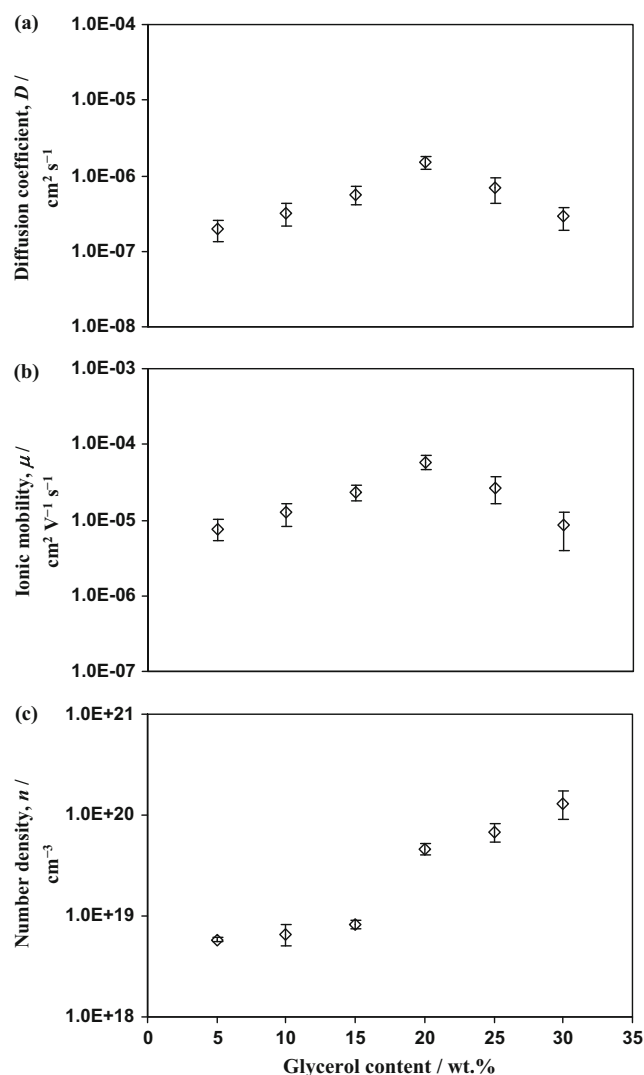 (a)
Diffusion coefficient, D /
cm² s⁻¹
1.0E-04
1.0E-05
1.0E-06
1.0E-07
1.0E-08
(b)
Ionic mobility, μ /
cm² V⁻¹ s⁻¹
1.0E-03
1.0E-04
1.0E-05
1.0E-06
1.0E-07
(c)
Number density, n /
cm⁻³
1.0E+21
1.0E+20
1.0E+19
1.0E+18
0 5 10 15 20 25 30 35
Glycerol content / wt.%